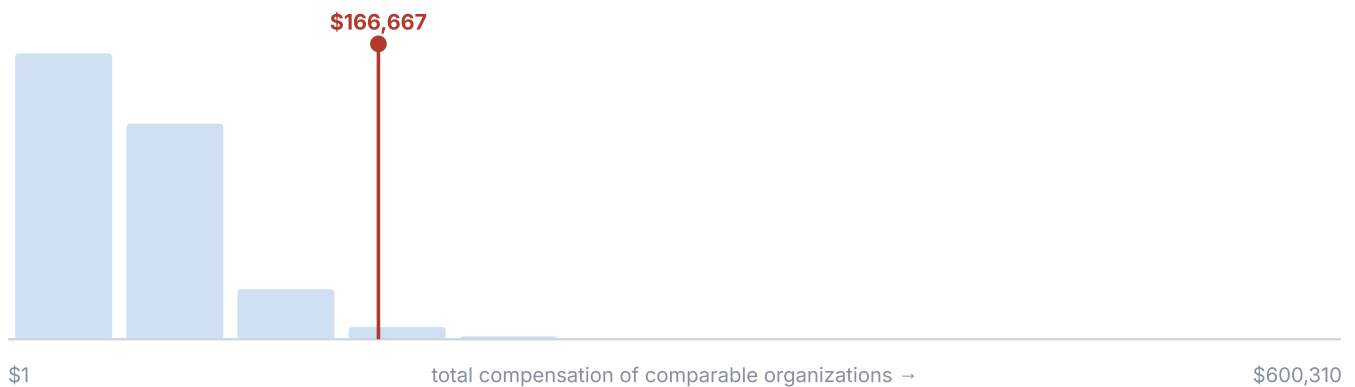 $166,667
$1 total compensation of comparable organizations → $600,310